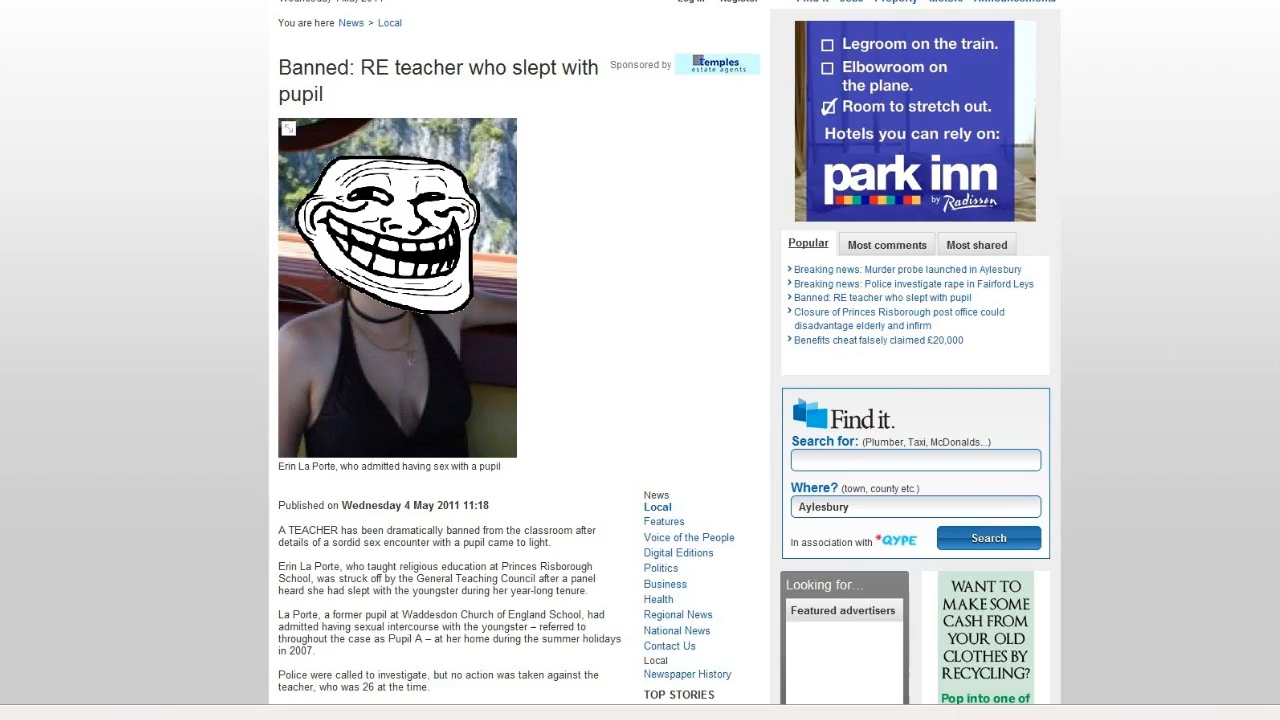 You are here News > Local
Banned: RE teacher who slept with
pupil
Sponsored by temples
estate agents
Erin La Porte, who admitted having sex with a pupil
Published on Wednesday 4 May 2011 11:18
A TEACHER has been dramatically banned from the classroom after
details of a sordid sex encounter with a pupil came to light.
Erin La Porte, who taught religious education at Princes Risborough
School, was struck off by the General Teaching Council after a panel
heard she had slept with the youngster during her year-long tenure.
La Porte, a former pupil at Waddesdon Church of England School, had
admitted having sexual intercourse with the youngster – referred to
throughout the case as Pupil A – at her home during the summer holidays
in 2007.
Police were called to investigate, but no action was taken against the
teacher, who was 26 at the time.
News
Local
Features
Voice of the People
Digital Editions
Politics
Business
Health
Regional News
National News
Contact Us
Local
Newspaper History
TOP STORIES
Legroom on the train.
Elbowroom on
the plane.
Room to stretch out.
Hotels you can rely on:
park inn
by Radisson
Popular Most comments Most shared
Breaking news: Murder probe launched in Aylesbury
Breaking news: Police investigate rape in Fairford Leys
Banned: RE teacher who slept with pupil
Closure of Princes Risborough post office could
disadvantage elderly and infirm
Benefits cheat falsely claimed £20,000
Find it.
Search for: (Plumber, Taxi, McDonalds...)
Where? (town, county etc.)
Aylesbury
In association with *QYPE Search
Looking for...
Featured advertisers
WANT TO
MAKE SOME
CASH FROM
YOUR OLD
CLOTHES BY
RECYCLING?
Pop into one of